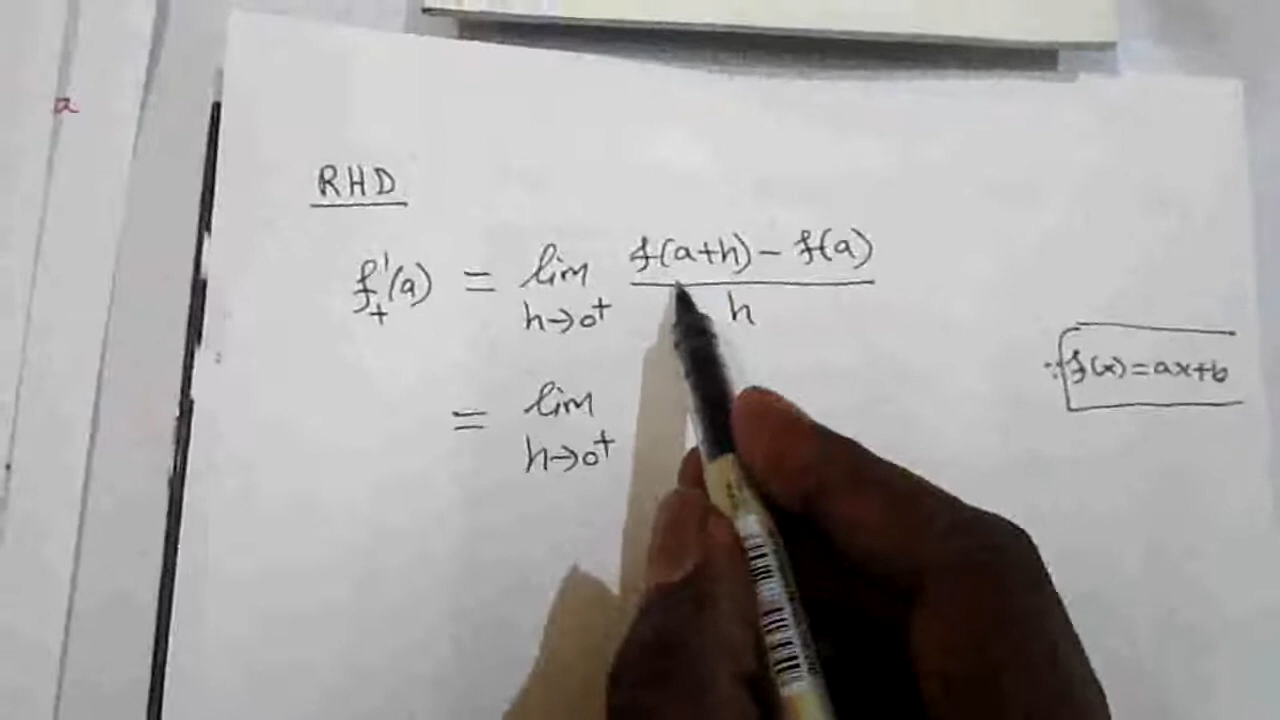 a
RHD
f'₊(a) = lim h→0⁺ f(a+h) - f(a) / h
∵ f(x) = ax+b
= lim h→0⁺